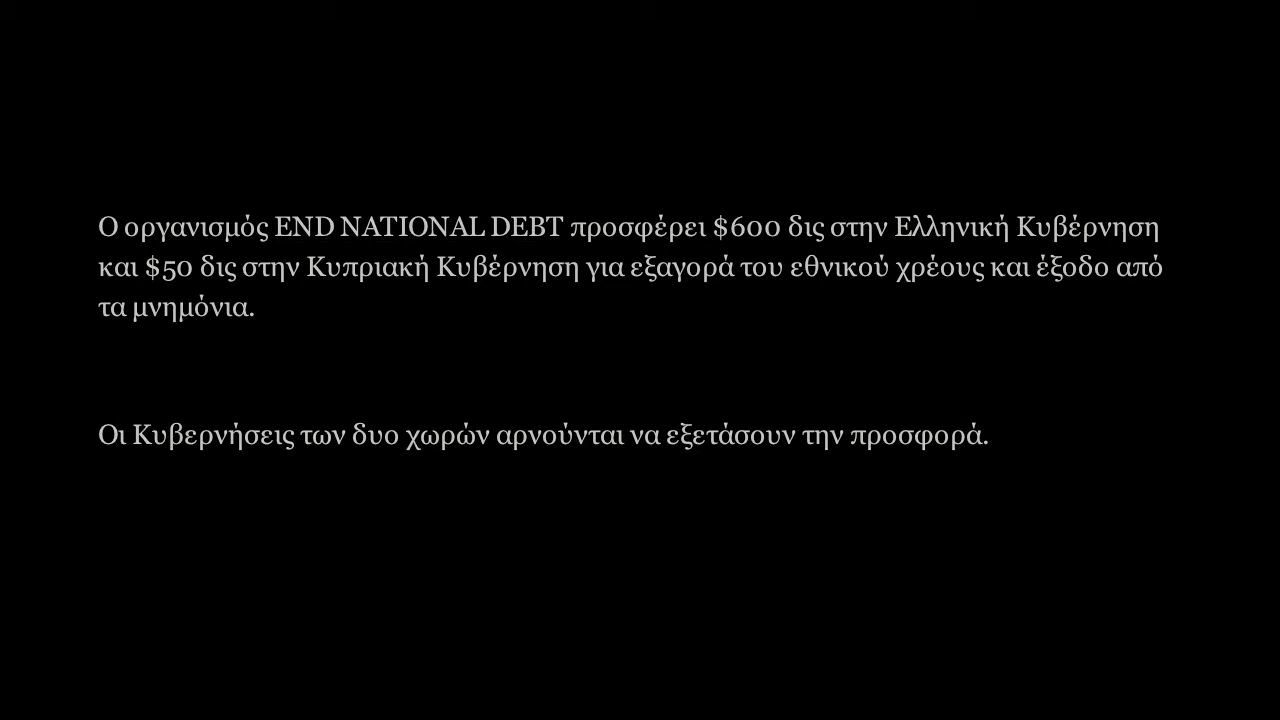 Ο οργανισμός END NATIONAL DEBT προσφέρει $600 δις στην Ελληνική Κυβέρνηση
και $50 δις στην Κυπριακή Κυβέρνηση για εξαγορά του εθνικού χρέους και έξοδο από
τα μνημόνια.
Οι Κυβερνήσεις των δυο χωρών αρνούνται να εξετάσουν την προσφορά.